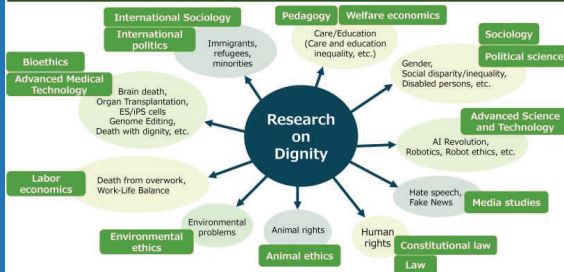 International Sociology
International
politics
Immigrants,
refugees,
minorities
Pedagogy
Welfare economics
Care/Education
(Care and education
inequality, etc.)
Sociology
Political science
Gender,
Social disparity/inequality,
Disabled persons, etc.
Bioethics
Advanced Medical
Technology
Brain death,
Organ Transplantation,
ES/iPS cells
Genome Editing,
Death with dignity, etc.
Research
on
Dignity
Advanced Science
and Technology
AI Revolution,
Robotics, Robot ethics, etc.
Labor
economics
Death from overwork,
Work-Life Balance
Hate speech,
Fake News
Media studies
Environmental
problems
Environmental
ethics
Animal rights
Animal ethics
Human
rights
Constitutional law
Law